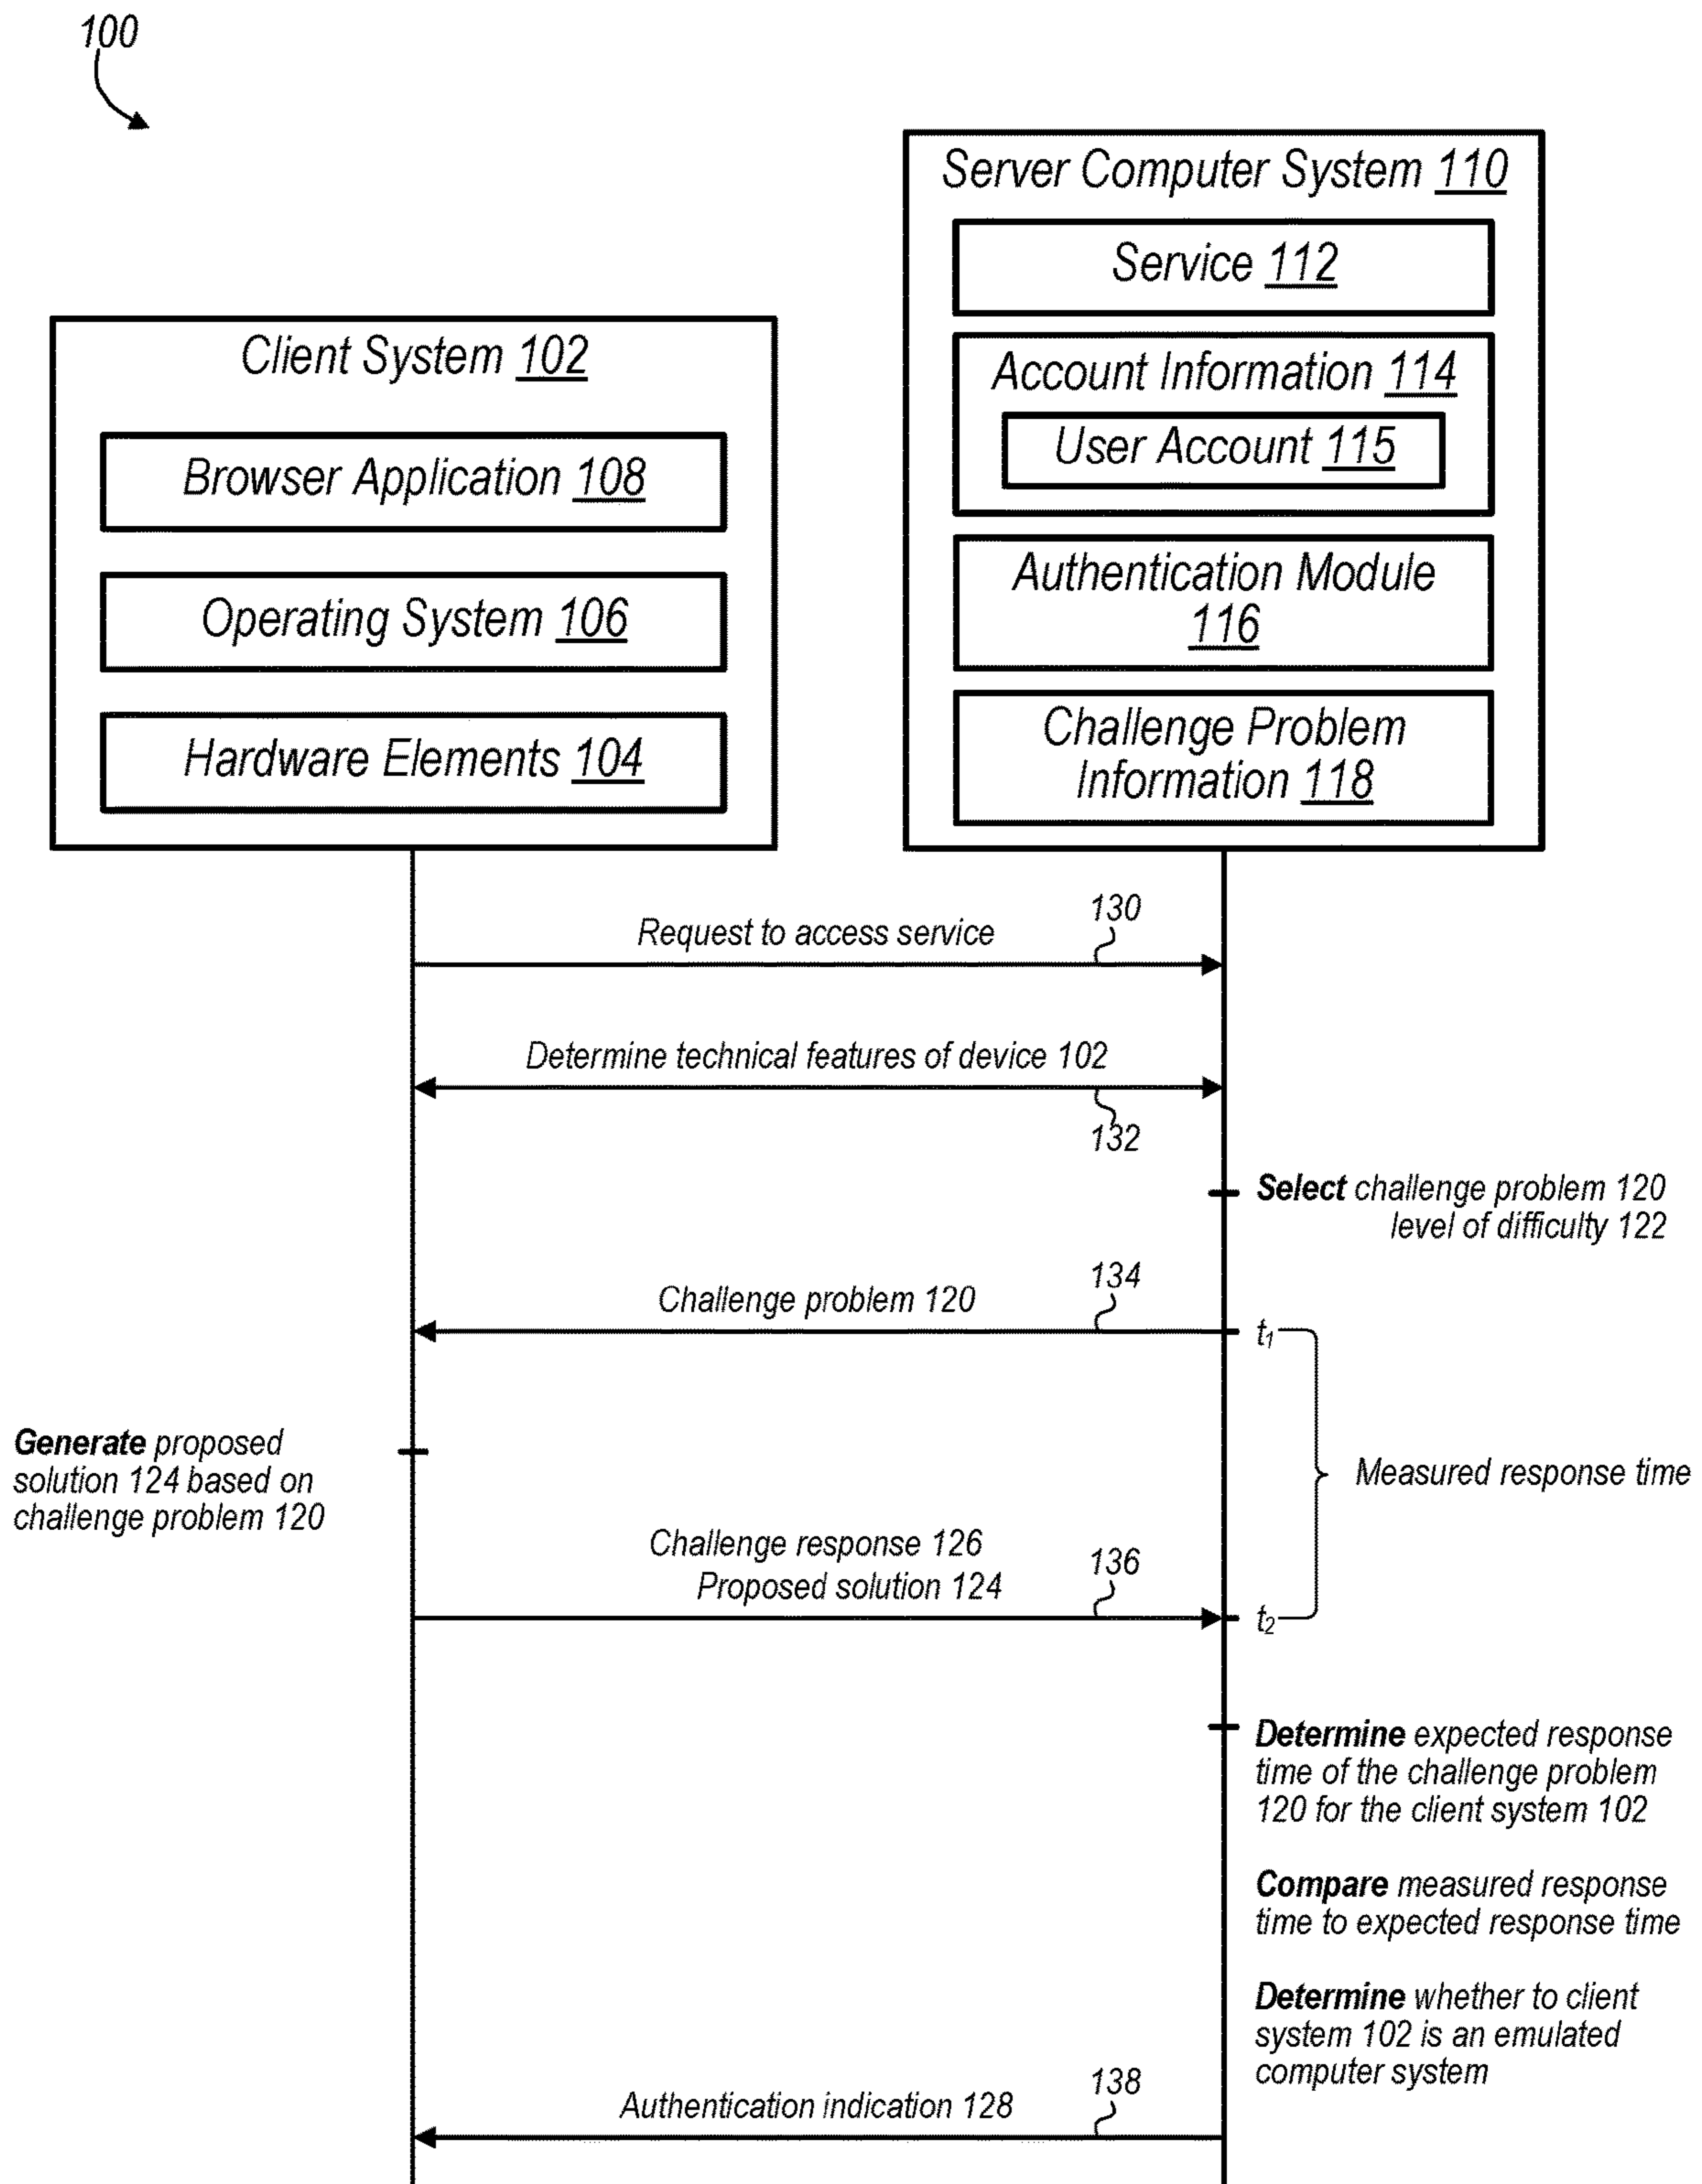 100
Server Computer System 110
Service 112
Account Information 114
User Account 115
Authentication Module
116
Challenge Problem
Information 118
Client System 102
Browser Application 108
Operating System 106
Hardware Elements 104
130
Request to access service
Determine technical features of device 102
132
Select challenge problem 120
level of difficulty 122
134
Challenge problem 120
t1
Generate proposed
solution 124 based on
challenge problem 120
Measured response time
Challenge response 126
Proposed solution 124
136
t2
Determine expected response
time of the challenge problem
120 for the client system 102
Compare measured response
time to expected response time
Determine whether to client
system 102 is an emulated
computer system
138
Authentication indication 128